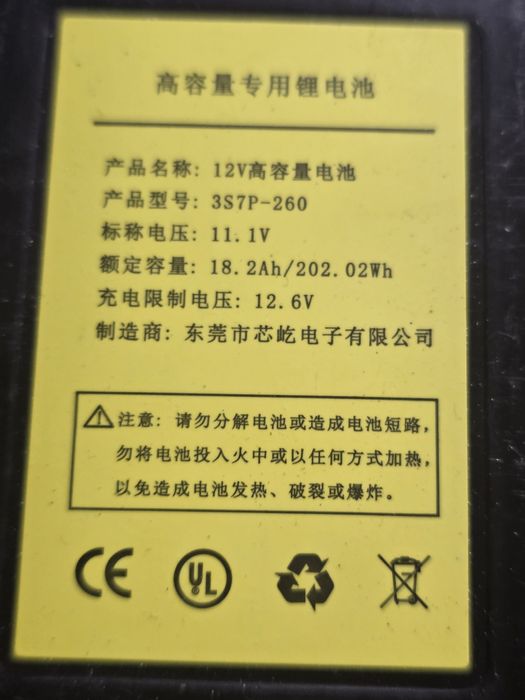 高容量专用锂电池
产品名称: 12V高容量电池
产品型号: 3S7P-260
标称电压: 11.1V
额定容量: 18.2Ah/202.02Wh
充电限制电压: 12.6V
制造商: 东莞市芯屹电子有限公司
注意: 请勿分解电池或造成电池短路,
勿将电池投入火中或以任何方式加热,
以免造成电池发热、破裂或爆炸。
CE UL